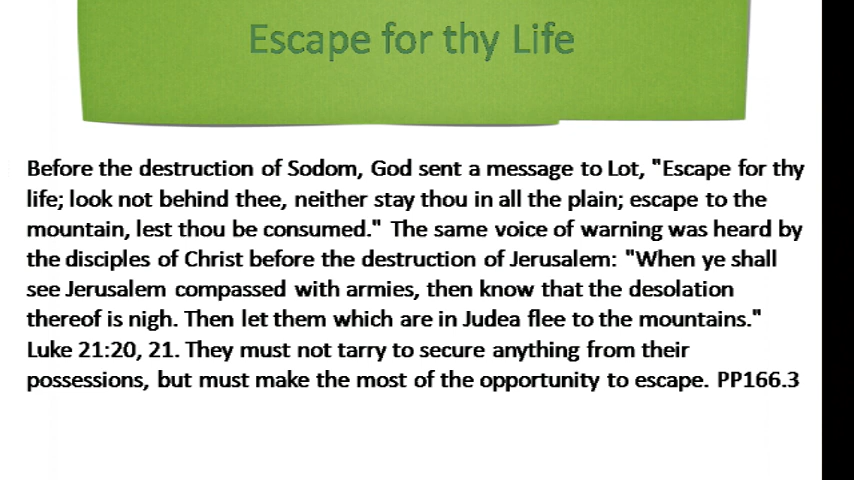 Escape for thy Life
Before the destruction of Sodom, God sent a message to Lot, "Escape for thy
life; look not behind thee, neither stay thou in all the plain; escape to the
mountain, lest thou be consumed." The same voice of warning was heard by
the disciples of Christ before the destruction of Jerusalem: "When ye shall
see Jerusalem compassed with armies, then know that the desolation
thereof is nigh. Then let them which are in Judea flee to the mountains."
Luke 21:20, 21. They must not tarry to secure anything from their
possessions, but must make the most of the opportunity to escape. PP166.3